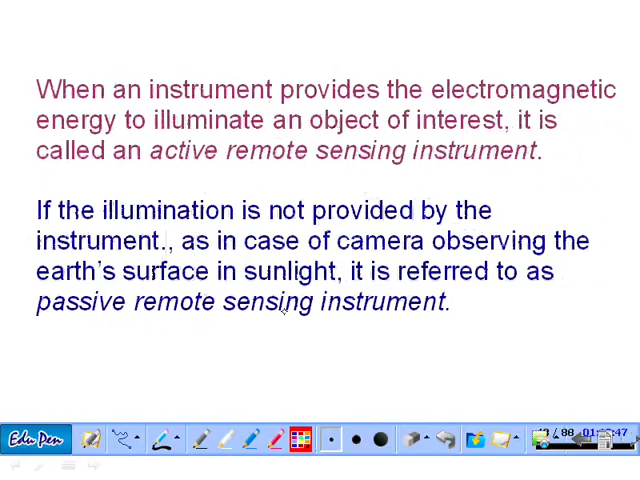 When an instrument provides the electromagnetic
energy to illuminate an object of interest, it is
called an active remote sensing instrument.
If the illumination is not provided by the
instrument., as in case of camera observing the
earth's surface in sunlight, it is referred to as
passive remote sensing instrument.
Edu Pen
/ 88